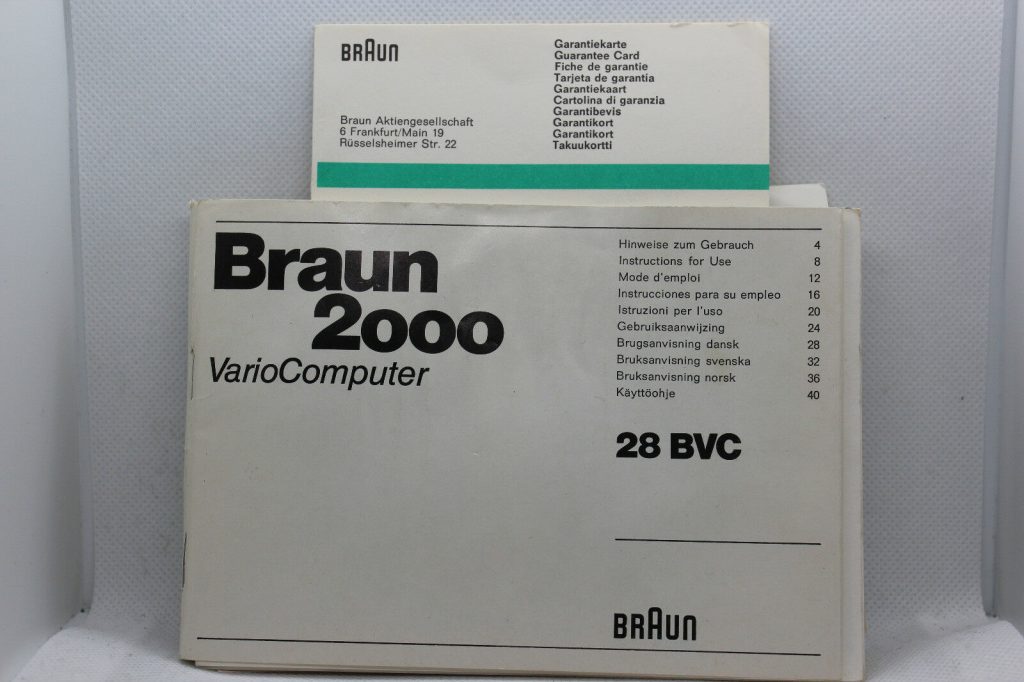 BRAUN
Braun Aktiengesellschaft
6 Frankfurt/Main 19
Rüsselsheimer Str. 22
Garantiekarte
Guarantee Card
Fiche de garantie
Tarjeta de garantia
Garantiekaart
Cartolina di garanzia
Garantibevis
Garantikort
Garantikort
Takuukortti
Braun
2000
VarioComputer
Hinweise zum Gebrauch 4
Instructions for Use 8
Mode d'emploi 12
Instrucciones para su empleo 16
Istruzioni per l'uso 20
Gebruiksaanwijzing 24
Brugsanvisning dansk 28
Bruksanvisning svenska 32
Bruksanvisning norsk 36
Käyttöohje 40
28 BVC
BRAUN